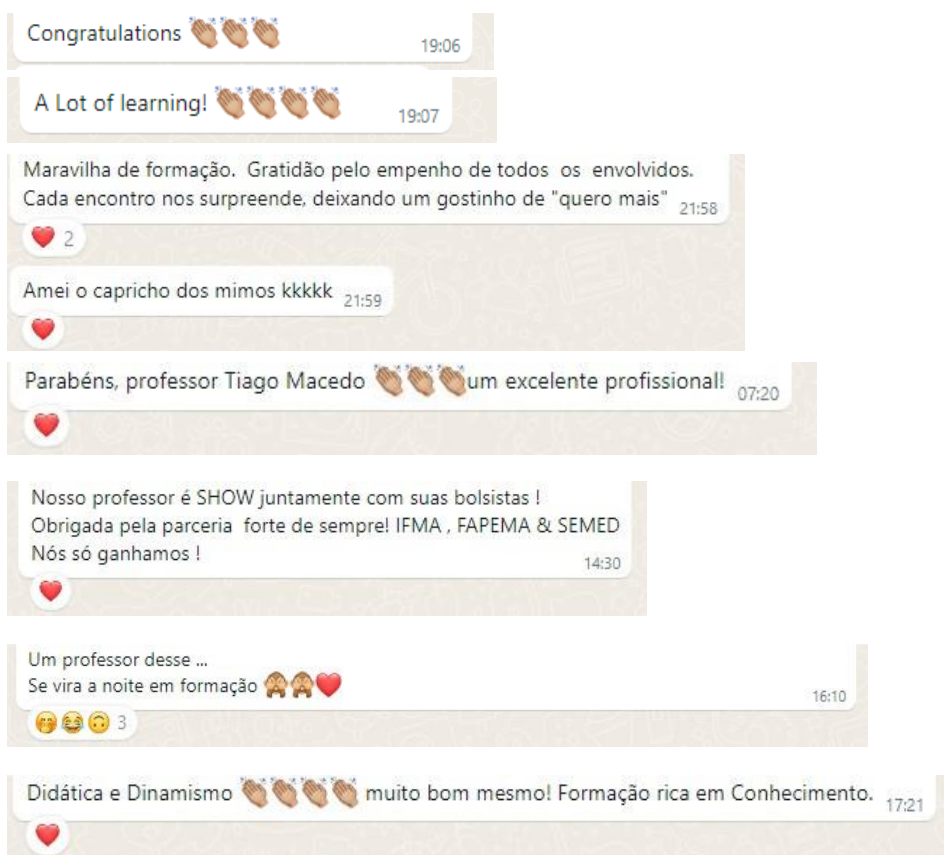 Congratulations 👏🏼👏🏼👏🏼
19:06
A Lot of learning! 👏🏼👏🏼👏🏼👏🏼
19:07
Maravilha de formação. Gratidão pelo empenho de todos os envolvidos.
Cada encontro nos surpreende, deixando um gostinho de "quero mais" 21:58
❤️ 2
Amei o capricho dos mimos kkkkk 21:59
❤️
Parabéns, professor Tiago Macedo 👏🏼👏🏼👏🏼um excelente profissional! 07:20
❤️
Nosso professor é SHOW juntamente com suas bolsistas !
Obrigada pela parceria forte de sempre! IFMA , FAPEMA & SEMED
Nós só ganhamos !
14:30
❤️
Um professor desse ...
Se vira a noite em formação 🙈🙈❤️
16:10
🤭😂🙃 3
Didática e Dinamismo 👏🏼👏🏼👏🏼👏🏼 muito bom mesmo! Formação rica em Conhecimento. 17:21
❤️